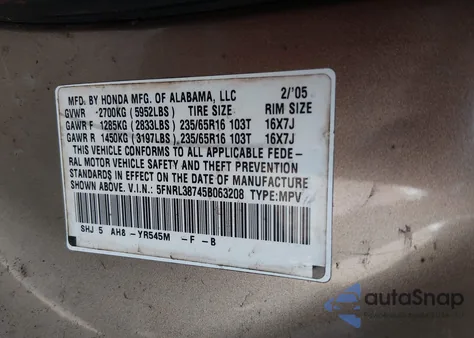 MFD. BY HONDA MFG. OF ALABAMA, LLC 2/'05
GVWR 2700KG (5952LBS) TIRE SIZE RIM SIZE
GAWR F 1285KG (2833LBS) 235/65R16 103T 16X7J
GAWR R 1450KG (3197LBS) 235/65R16 103T 16X7J
THIS VEHICLE CONFORMS TO ALL APPLICABLE FEDE-
RAL MOTOR VEHICLE SAFETY AND THEFT PREVENTION
STANDARDS IN EFFECT ON THE DATE OF MANUFACTURE
SHOWN ABOVE. V.I.N.: 5FNRL38745B063208 TYPE:MPV
SHJ 5 AH8 -YR545M -F -B
autoSnap